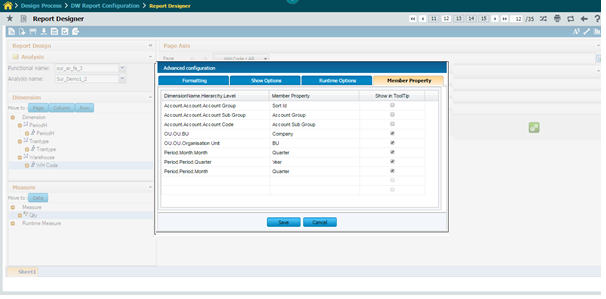 Design Process › DW Report Configuration › Report Designer
Report Designer
11 12 13 14 15 12 /35
Report Design
Page Axis
Analysis
Page
Functional name: sur_ar_fa_3
Analysis name: Sur_Demo1_2
Dimension
Move to: Page Column Row
Dimension
PeriodH
PeriodH
Trantype
Trantype
Warehouse
WH Code
Measure
Move to: Data
Measure
Qty
Runtime Measure
Sheet1
Advanced configuration
Formatting Show Options Runtime Options Member Property
DimensionName.Hierarchy.Level Member Property Show in ToolTip
Account.Account.Account Group Sort Id
Account.Account.Account Sub Group Account Group
Account.Account.Account Code Account Sub Group
OU.OU.BU Company
OU.OU.Organisation Unit BU
Period.Month.Month Quarter
Period.Period.Quarter Year
Period.Period.Month Quarter
Save Cancel